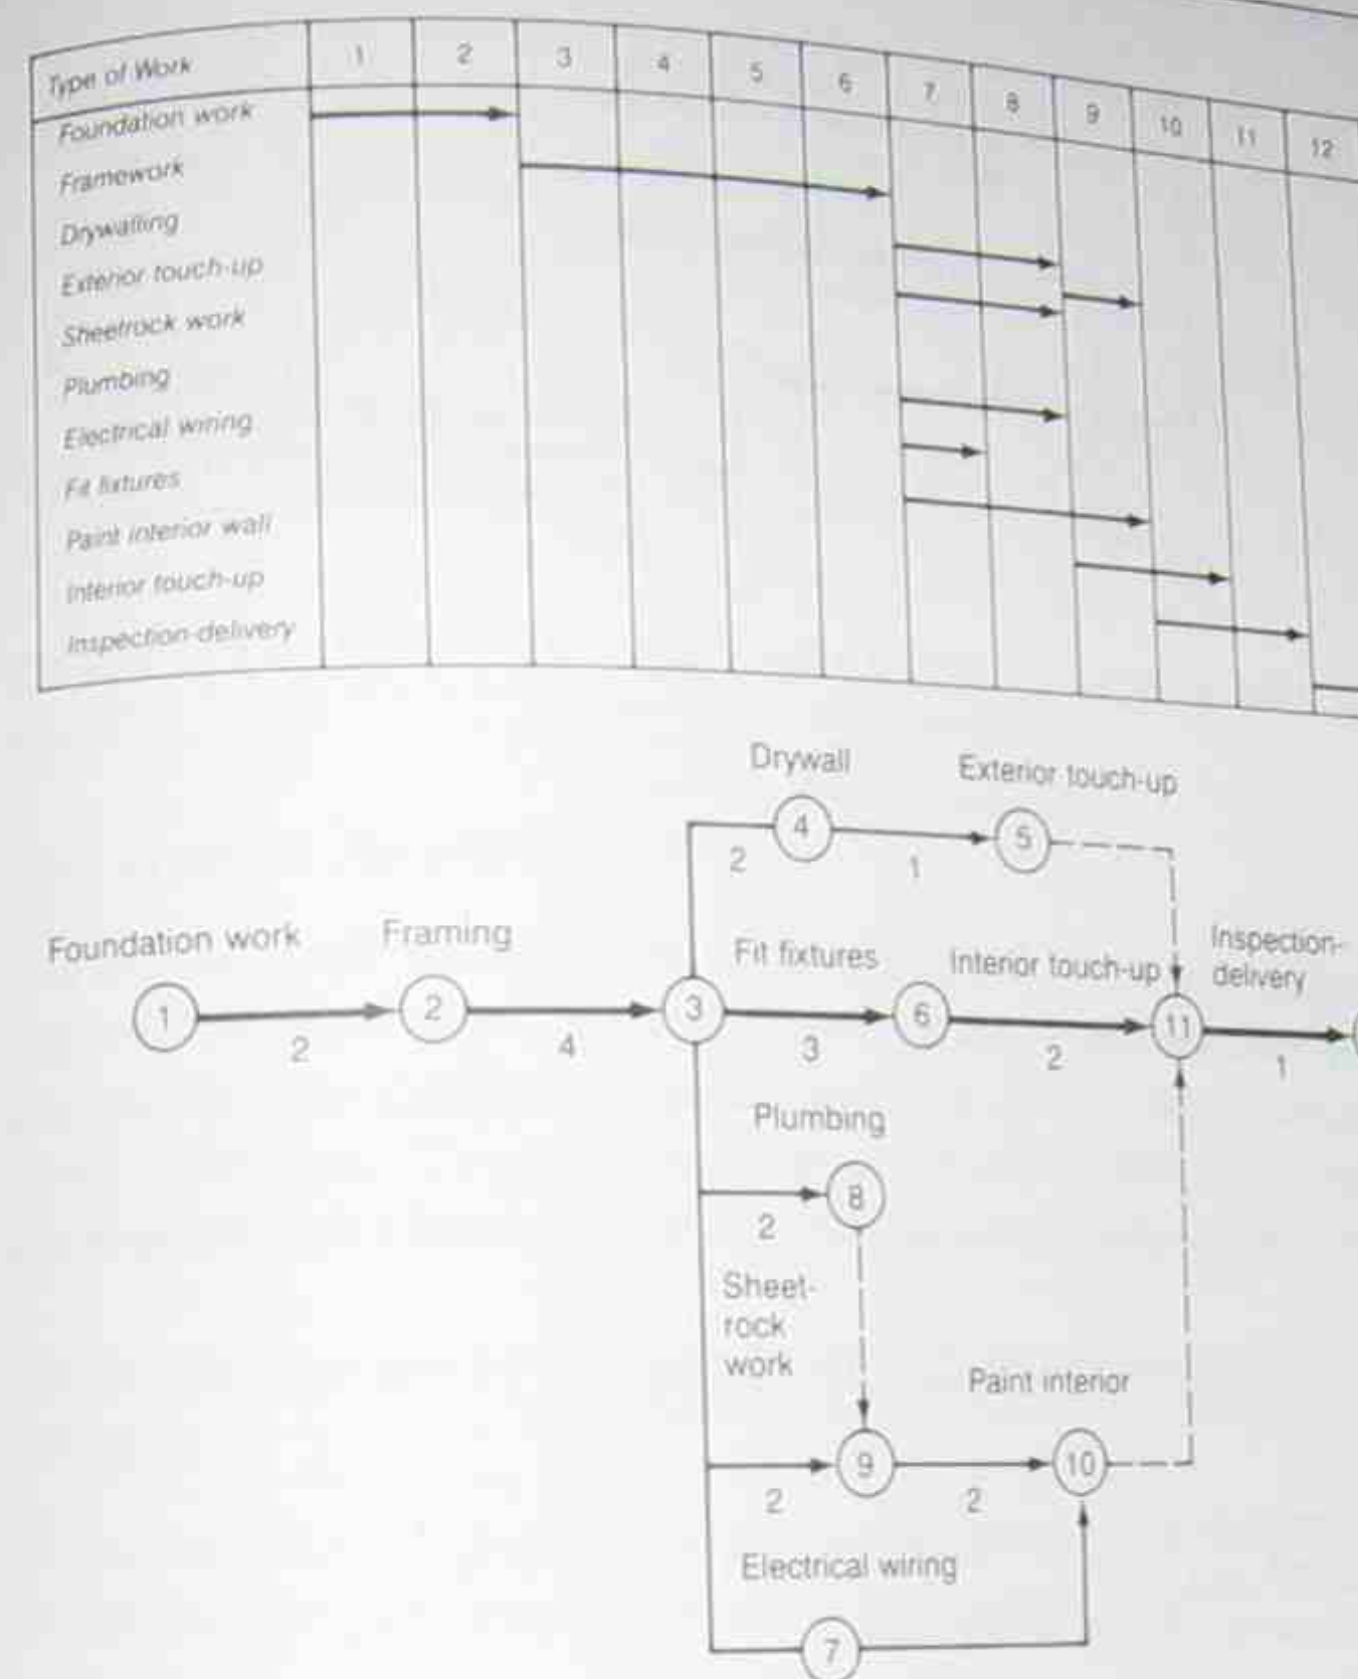 Type of Work 1 2 3 4 5 6 7 8 9 10 11 12
Foundation work
Framework
Drywalling
Exterior touch-up
Sheetrock work
Plumbing
Electrical wiring
Fit fixtures
Paint interior wall
Interior touch-up
Inspection-delivery
Drywall Exterior touch-up
4 5
2 1
Foundation work Framing Fit fixtures Interior touch-up Inspection-
delivery
1 2 3 6 11
2 4 3 2 1
Plumbing
8
2
Sheet-
rock
work
Paint interior
9 10
2 2
Electrical wiring
7